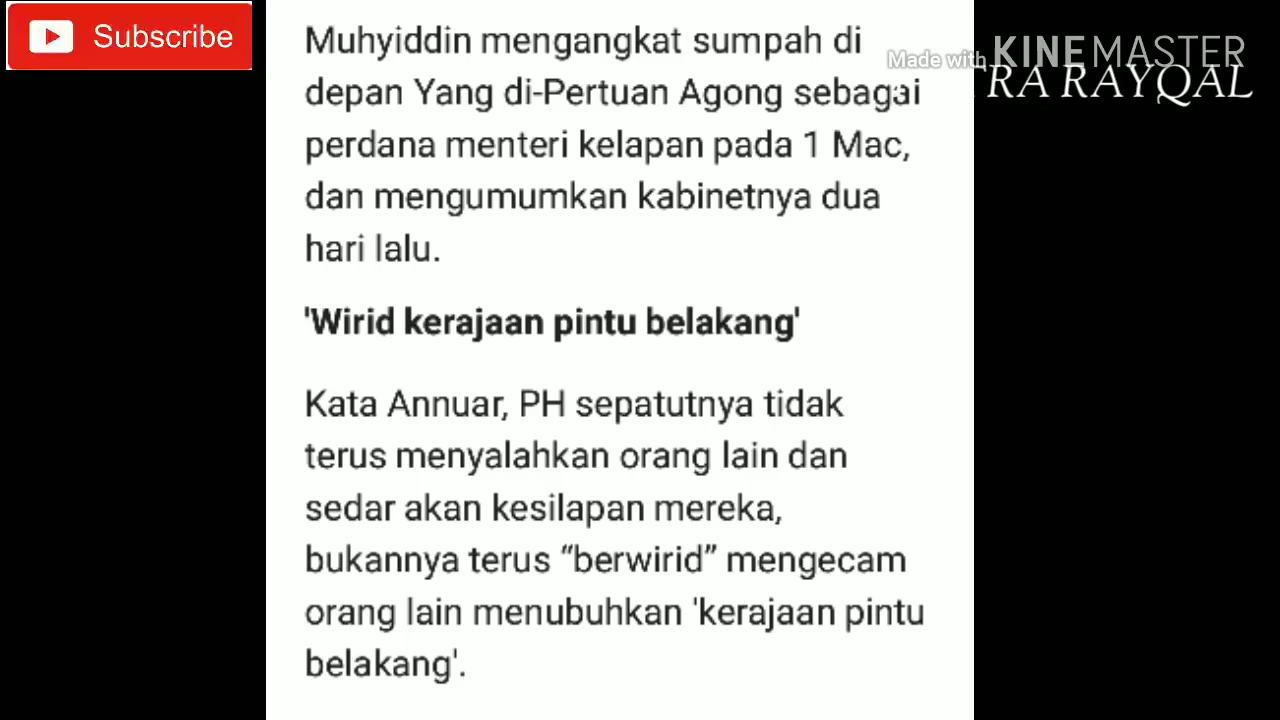 Subscribe
Made with KINEMASTER
RA RAYQAL
Muhyiddin mengangkat sumpah di
depan Yang di-Pertuan Agong sebagai
perdana menteri kelapan pada 1 Mac,
dan mengumumkan kabinetnya dua
hari lalu.
'Wirid kerajaan pintu belakang'
Kata Annuar, PH sepatutnya tidak
terus menyalahkan orang lain dan
sedar akan kesilapan mereka,
bukannya terus “berwirid” mengecam
orang lain menubuhkan 'kerajaan pintu
belakang'.